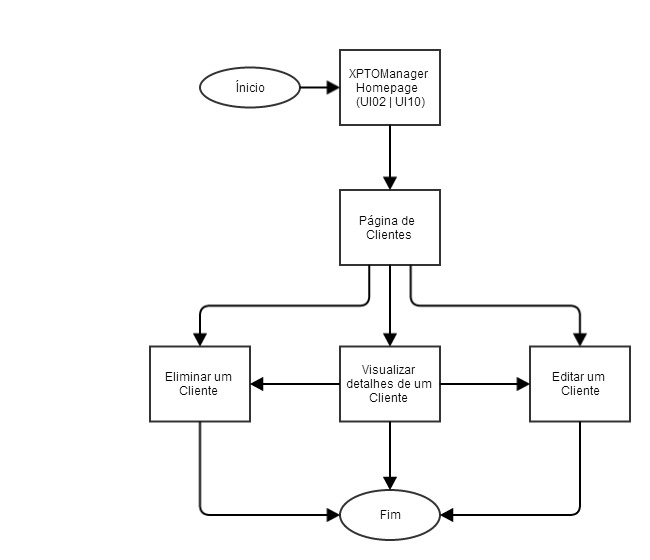 Ínicio
XPTOManager
Homepage
(UI02 | UI10)
Página de
Clientes
Eliminar um
Cliente
Visualizar
detalhes de um
Cliente
Editar um
Cliente
Fim